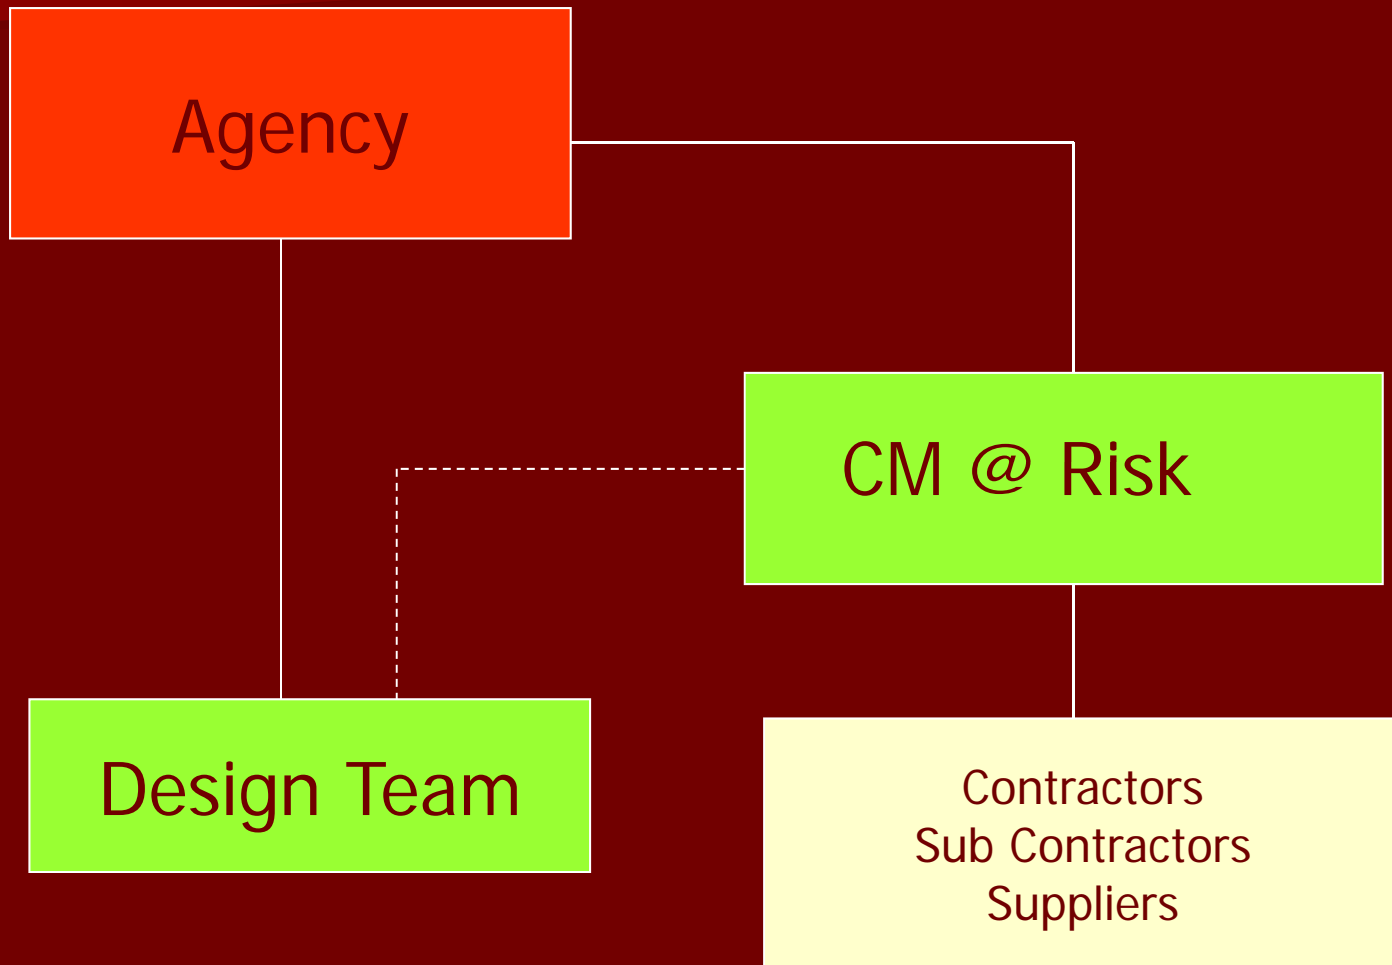 Agency
CM @ Risk
Design Team
Contractors
Sub Contractors
Suppliers